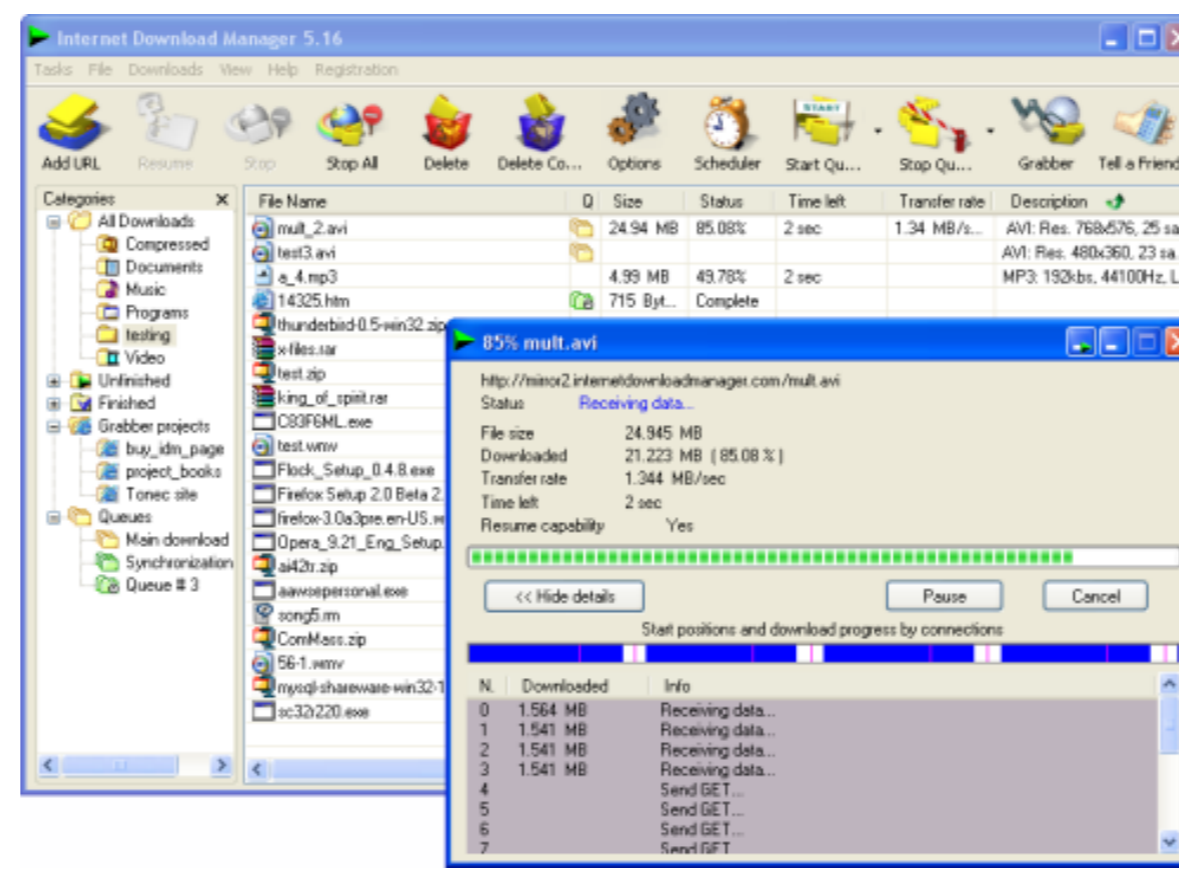 Internet Download Manager 5.16
Tasks File Downloads View Help Registration
Add URL Resume Stop Stop All Delete Delete Co... Options Scheduler Start Qu... Stop Qu... Grabber Tell a Friend
Categories x File Name Q Size Status Time left Transfer rate Description
All Downloads
Compressed
Documents
Music
Programs
testing
Video
Unfinished
Finished
Grabber projects
buy_idm_page
project_books
Tonec site
Queues
Main download
Synchronization
Queue # 3
mult_2.avi 24.94 MB 85.08% 2 sec 1.34 MB/s... AVI: Res. 768x576, 25 sa
test3.avi AVI: Res. 480x360, 23 sa.
a_4.mp3 4.99 MB 49.78% 2 sec MP3: 192kbs, 44100Hz, L
14325.htm 715 Byt... Complete
thunderbird-0.5-win32.zip
x-files.rar
test.zip
king_of_spirit.rar
C83F6ML.exe
test.wmv
Flock_Setup_0.4.8.exe
Firefox Setup 2.0 Beta 2.
firefox-3.0a3pre.en-US.w
Opera_9.21_Eng_Setup.
ai42tr.zip
aawsepersonal.exe
song5.rm
ComMass.zip
56-1.wmv
mysql-shareware-win32-1
sc32r220.exe
85% mult.avi
http://mirror2.internetdownloadmanager.com/mult.avi
Status Receiving data...
File size 24.945 MB
Downloaded 21.223 MB ( 85.08 % )
Transfer rate 1.344 MB/sec
Time left 2 sec
Resume capability Yes
<< Hide details Pause Cancel
Start positions and download progress by connections
N. Downloaded Info
0 1.564 MB Receiving data...
1 1.541 MB Receiving data...
2 1.541 MB Receiving data...
3 1.541 MB Receiving data...
4 Send GET...
5 Send GET...
6 Send GET...
7 Send GET